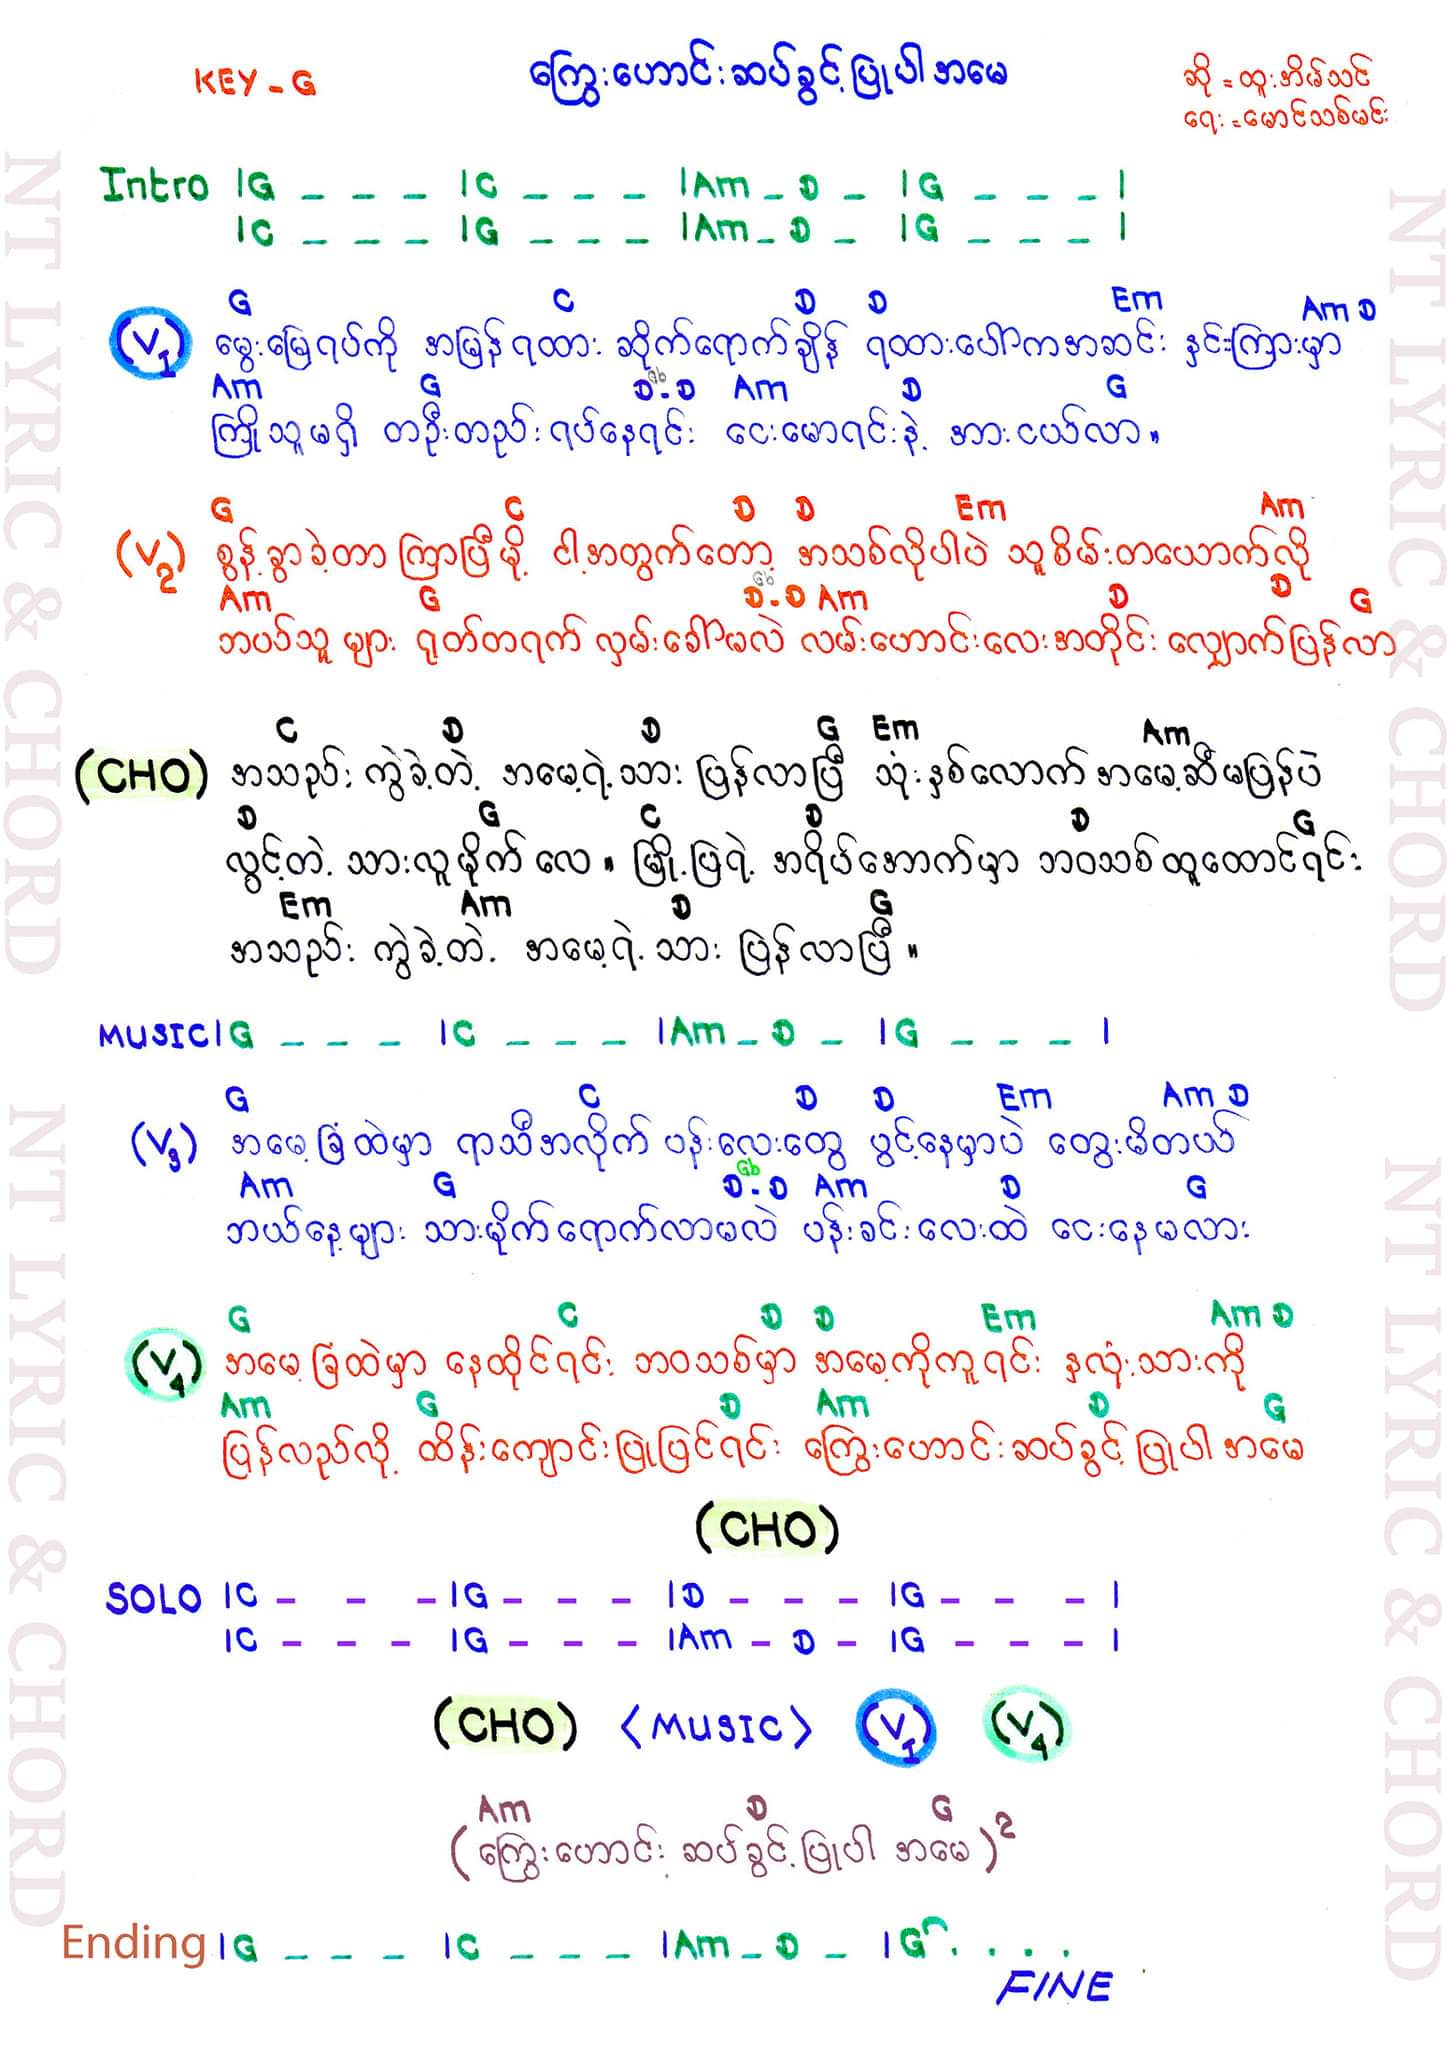 KEY - G
ကြွေးဟောင်းဆပ်ခွင့်ပြုပါအမေ
ဆို = ထူးအိမ်သင်
ရေး = မောင်သစ်မင်း
Intro |G _ _ _ |C _ _ _ |Am _ D _ |G _ _ _ |
|C _ _ _ |G _ _ _ |Am _ D _ |G _ _ _ |
G C D D Em Am D
(V1) မွေးမြေရပ်ကို အမြန်ရထား ဆိုက်ရောက်ချိန် ရထားပေါ်ကအဆင်း နှင်းကြားမှာ
Am G D Gb . D Am D G
ကြိုသူမရှိ တဦးတည်းရပ်နေရင်း ငေးမောရင်းနဲ့ အားငယ်လာ။
G C D D Em Am
(V2) စွန့်ခွာခဲ့တာကြာပြီမို့ ငါ့အတွက်တော့ အသစ်လိုပါပဲ သူစိမ်းတယောက်လို
Am G D Gb . D Am D D G
ဘယ်သူများ ရုတ်တရက် လှမ်းခေါ်မလဲ လမ်းဟောင်းလေးအတိုင်း လျှောက်ပြန်လာ
C D D G Em Am
(CHO) အသည်းကွဲခဲ့တဲ့ အမေ့ရဲ့သား ပြန်လာပြီ သုံးနှစ်လောက်အမေ့ဆီမပြန်ပဲ
D G C D D G
လွင့်တဲ့ သားလူမိုက်လေ။ မြို့ပြရဲ့ အရိပ်အောက်မှာ ဘဝသစ်ထူထောင်ရင်း
Em Am D G
အသည်းကွဲခဲ့တဲ့ အမေ့ရဲ့သား ပြန်လာပြီ။
MUSIC |G _ _ _ |C _ _ _ |Am _ D _ |G _ _ _ |
G C D D Em Am D
(V3) အမေ့ခြံထဲမှာ ရာသီအလိုက် ပန်းလေးတွေ ပွင့်နေမှာပဲ တွေးမိတယ်
Am G D Gb . D Am D G
ဘယ်နေ့များ သားမိုက်ရောက်လာမလဲ ပန်းခင်းလေးထဲ ငေးနေမလား
G C D D Em Am D
(V4) အမေ့ခြံထဲမှာ နေထိုင်ရင်း ဘဝသစ်မှာ အမေ့ကိုကူရင်း နှလုံးသားကို
Am G D Am D G
ပြန်လည်လို့ ထိန်းကျောင်းပြုပြင်ရင်း ကြွေးဟောင်းဆပ်ခွင့်ပြုပါအမေ
(CHO)
SOLO |C - - - |G - - - |D - - - |G - - - |
|C - - - |G - - - |Am - D - |G - - - |
(CHO) <MUSIC> (V1) (V4)
Am D G
(ကြွေးဟောင်းဆပ်ခွင့်ပြုပါ အမေ)2
Ending |G _ _ _ |C _ _ _ |Am _ D _ |G . . . .
FINE
NT LYRIC & CHORD
NT LYRIC & CHORD
NT LYRIC & CHORD
NT LYRIC & CHORD